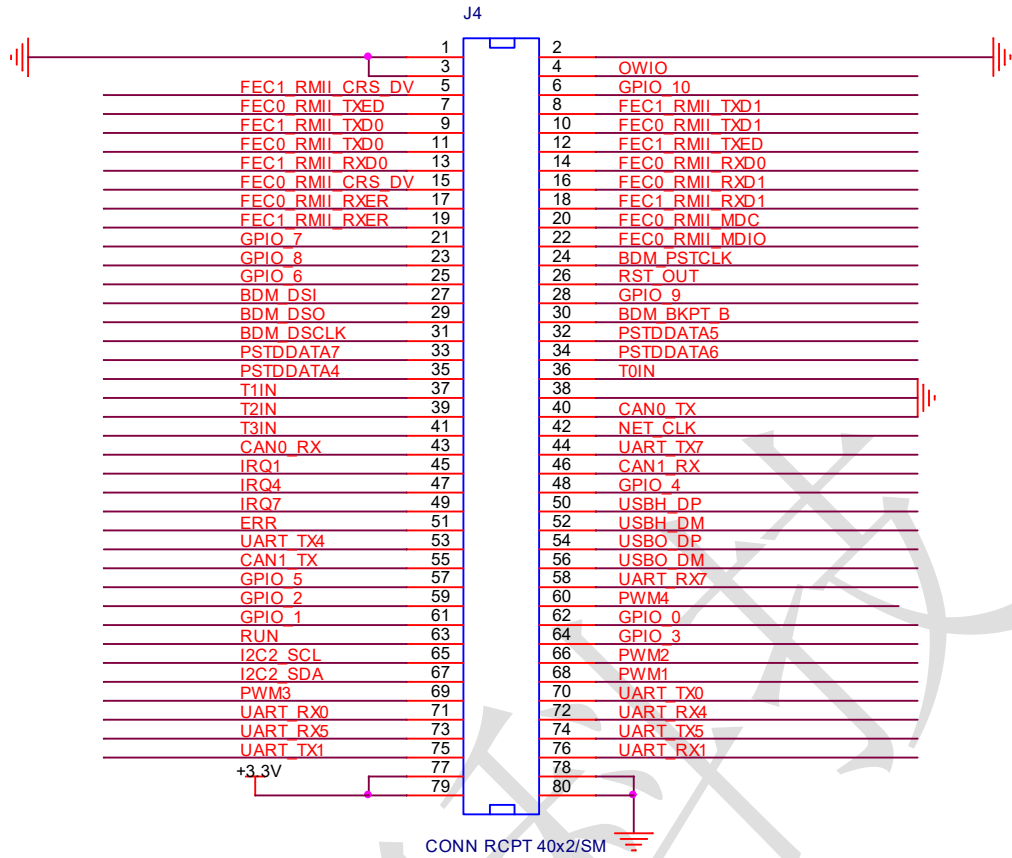 J4
1 2
3 4 OWIO
FEC1_RMII_CRS_DV 5 6 GPIO_10
FEC0_RMII_TXED 7 8 FEC1_RMII_TXD1
FEC1_RMII_TXD0 9 10 FEC0_RMII_TXD1
FEC0_RMII_TXD0 11 12 FEC1_RMII_TXED
FEC1_RMII_RXD0 13 14 FEC0_RMII_RXD0
FEC0_RMII_CRS_DV 15 16 FEC0_RMII_RXD1
FEC0_RMII_RXER 17 18 FEC1_RMII_RXD1
FEC1_RMII_RXER 19 20 FEC0_RMII_MDC
GPIO_7 21 22 FEC0_RMII_MDIO
GPIO_8 23 24 BDM_PSTCLK
GPIO_6 25 26 RST_OUT
BDM_DSI 27 28 GPIO_9
BDM_DSO 29 30 BDM_BKPT_B
BDM_DSCLK 31 32 PSTDDATA5
PSTDDATA7 33 34 PSTDDATA6
PSTDDATA4 35 36 T0IN
T1IN 37 38
T2IN 39 40 CAN0_TX
T3IN 41 42 NET_CLK
CAN0_RX 43 44 UART_TX7
IRQ1 45 46 CAN1_RX
IRQ4 47 48 GPIO_4
IRQ7 49 50 USBH_DP
ERR 51 52 USBH_DM
UART_TX4 53 54 USBO_DP
CAN1_TX 55 56 USBO_DM
GPIO_5 57 58 UART_RX7
GPIO_2 59 60 PWM4
GPIO_1 61 62 GPIO_0
RUN 63 64 GPIO_3
I2C2_SCL 65 66 PWM2
I2C2_SDA 67 68 PWM1
PWM3 69 70 UART_TX0
UART_RX0 71 72 UART_RX4
UART_RX5 73 74 UART_TX5
UART_TX1 75 76 UART_RX1
+3.3V 77 78
79 80
CONN RCPT 40x2/SM